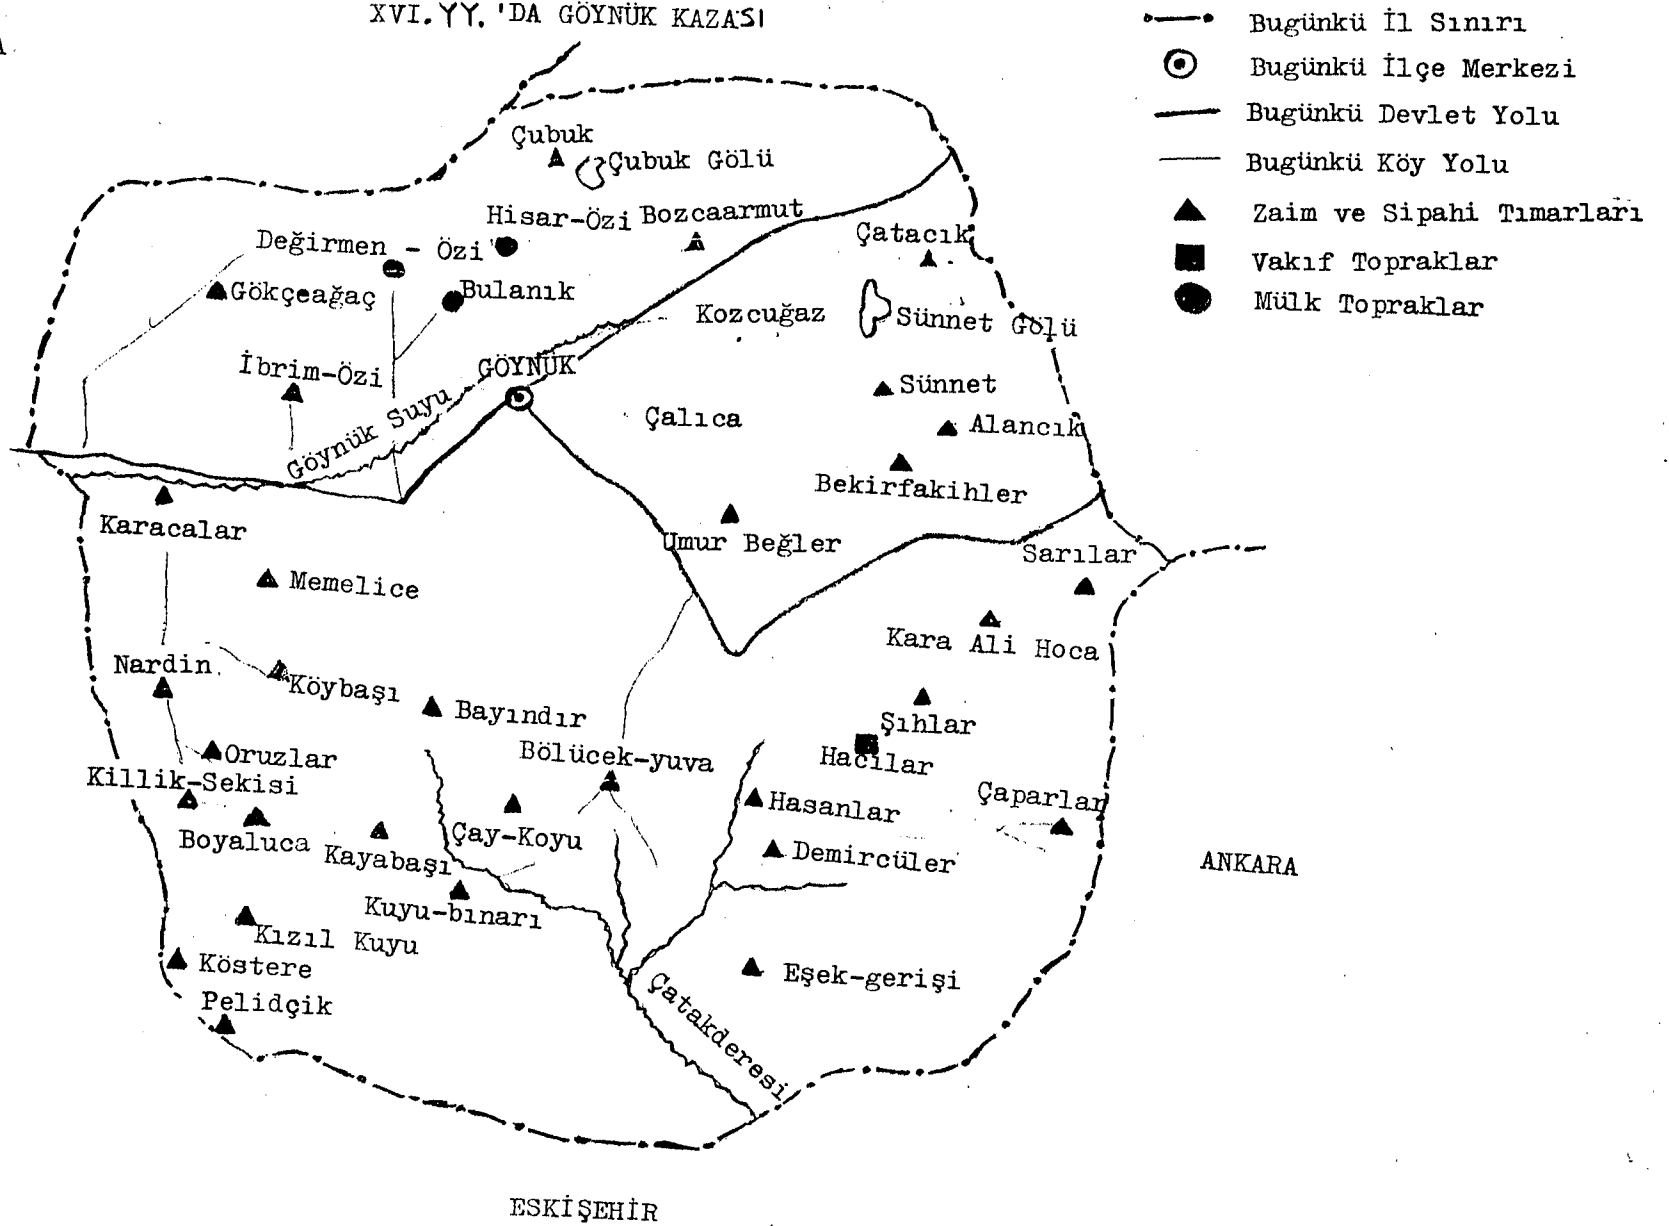 XVI.YY.'DA GÖYNÜK KAZASI
Bugünkü İl Sınırı
Bugünkü İlçe Merkezi
Bugünkü Devlet Yolu
Bugünkü Köy Yolu
Zaim ve Sipahi Tımarları
Vakıf Topraklar
Mülk Topraklar
Çubuk
Çubuk Gölü
Hisar-Özi
Bozcaarmut
Değirmen - Özi
Çatacık
Gökçeağaç
Bulanık
Kozcuğaz
Sünnet Gölü
İbrim-Özi
GÖYNÜK
Göynük Suyu
Sünnet
Çalıca
Alancık
Bekirfakihler
Karacalar
Umur Beğler
Sarılar
Memelice
Kara Ali Hoca
Nardin
Köybaşı
Bayındır
Şıhlar
Oruzlar
Bölücek-yuva
Hacılar
Killik-Sekisi
Hasanlar
Çaparlar
Boyaluca
Kayabaşı
Çay-Koyu
Demircüler
ANKARA
Kuyu-bınarı
Kızıl Kuyu
Köstere
Eşek-gerişi
Pelidçik
Çatakderesi
ESKİŞEHİR